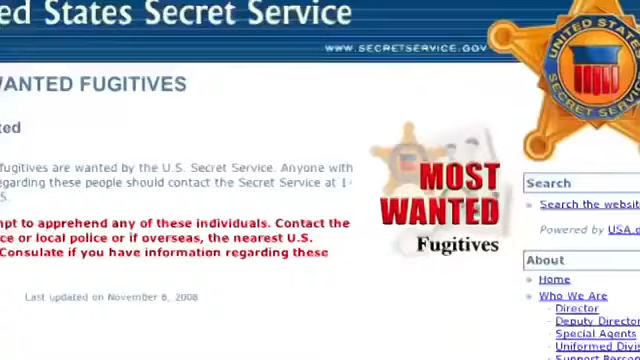 ed States Secret Service
WWW.SECRETSERVICE.GOV
WANTED FUGITIVES
ted
fugitives are wanted by the U.S. Secret Service. Anyone with
egarding these people should contact the Secret Service at 1-
5.
mpt to apprehend any of these individuals. Contact the
ce or local police or if overseas, the nearest U.S.
Consulate if you have information regarding these
Last updated on November 6, 2008
MOST
WANTED
Fugitives
UNITED STATES
SECRET SERVICE
Search
Search the websit
Powered by USA.
About
Home
Who We Are
Director
Deputy Director
Special Agents
Uniformed Divis
Support Person